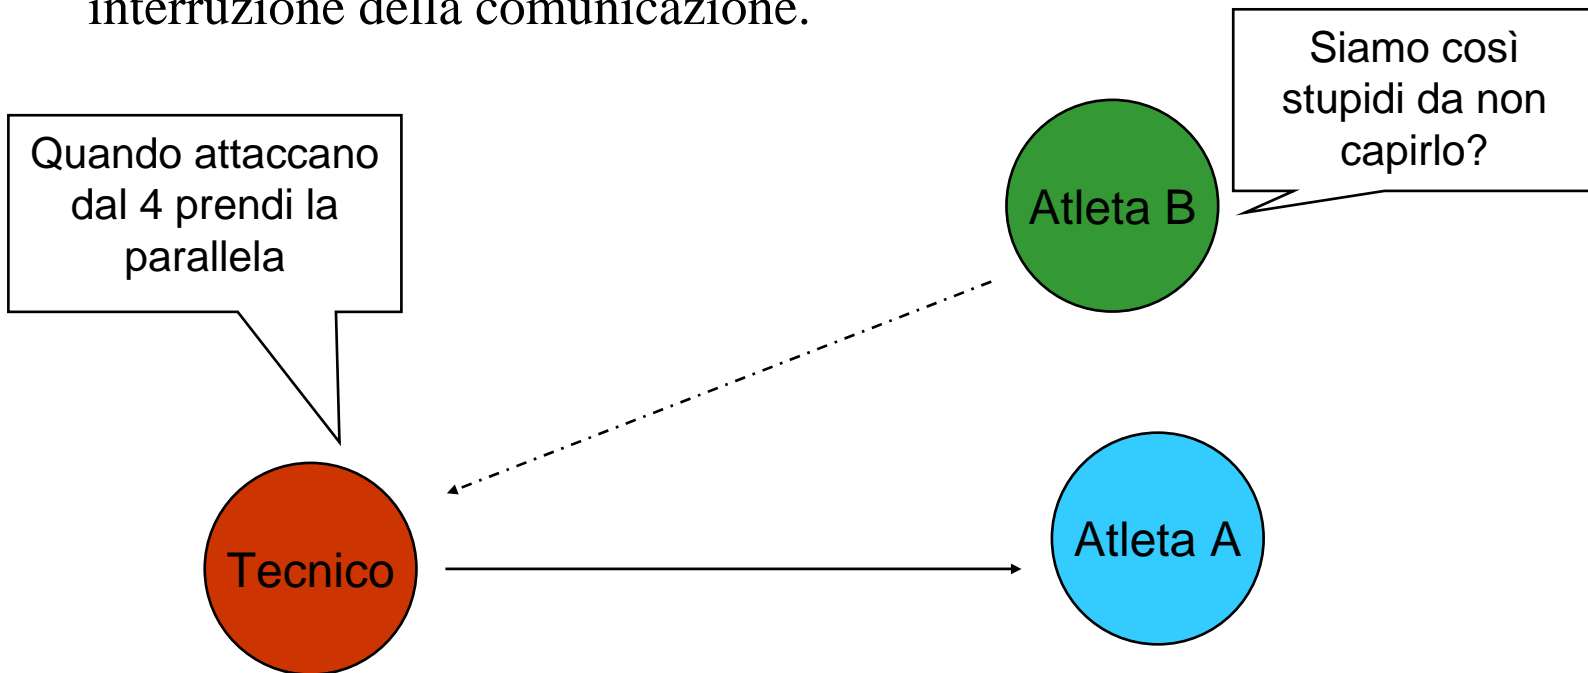 interruzione della comunicazione.
Siamo così
stupidi da non
capirlo?
Quando attaccano
dal 4 prendi la
parallela
Atleta B
Atleta A
Tecnico